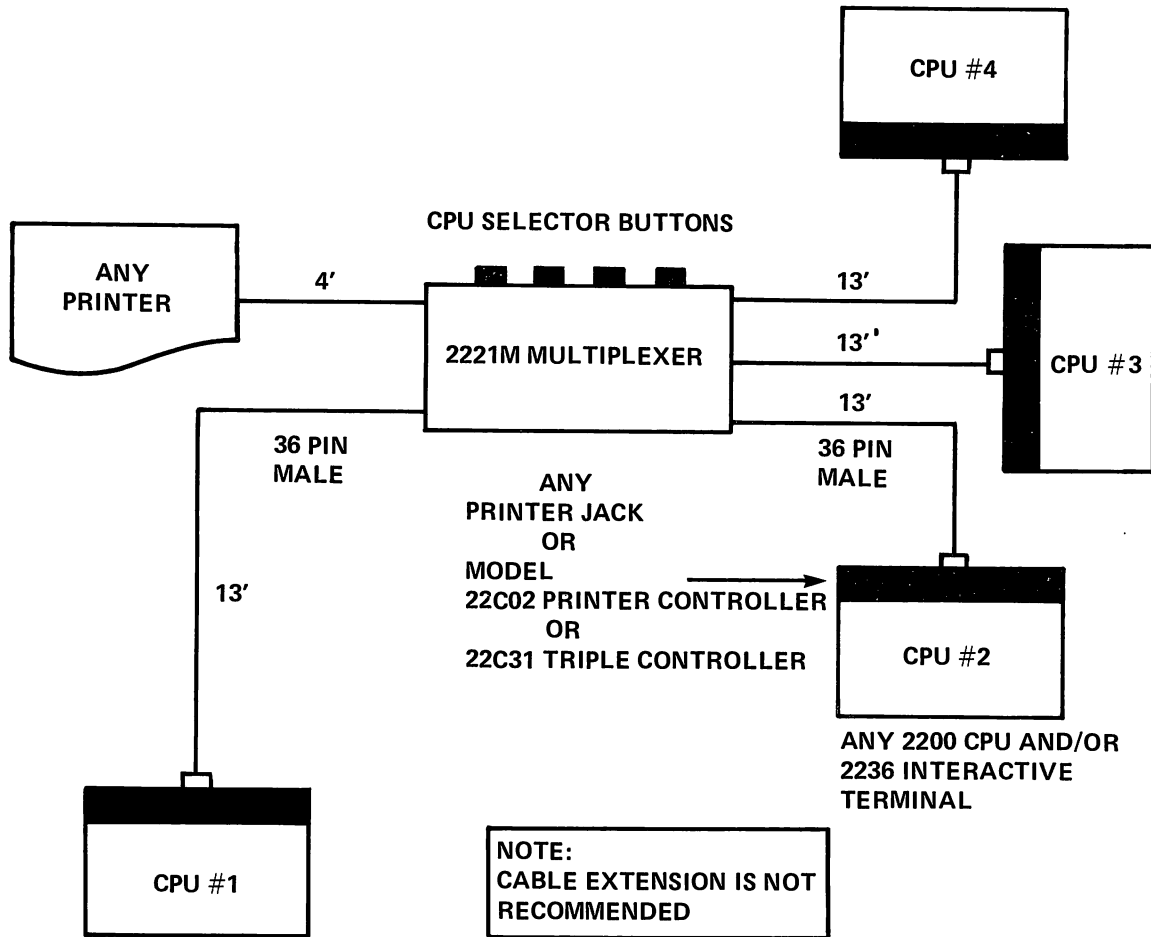 CPU #4
CPU SELECTOR BUTTONS
ANY
PRINTER
4'
13'
2221M MULTIPLEXER
13'
CPU #3
13'
36 PIN
MALE
36 PIN
MALE
ANY
PRINTER JACK
OR
MODEL
22C02 PRINTER CONTROLLER
OR
22C31 TRIPLE CONTROLLER
13'
CPU #2
ANY 2200 CPU AND/OR
2236 INTERACTIVE
TERMINAL
CPU #1
NOTE:
CABLE EXTENSION IS NOT
RECOMMENDED